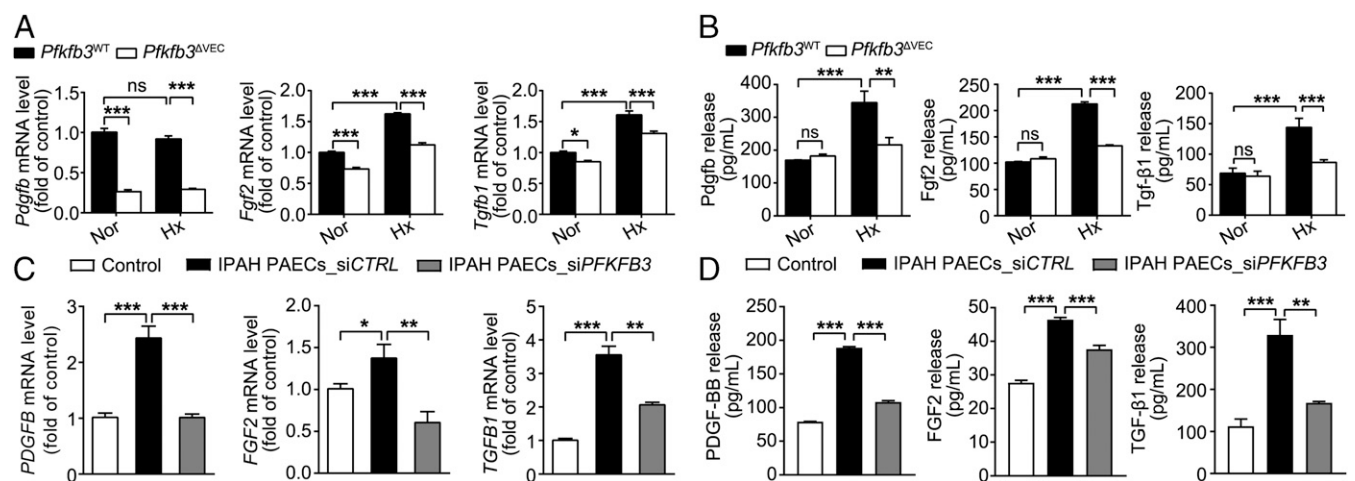 A
Pfkfb3WT Pfkfb3ΔVEC
Pdgfb mRNA level
(fold of control)
1.5
1.0
0.5
0.0
ns
***
***
Nor Hx
Fgf2 mRNA level
(fold of control)
2.0
1.5
1.0
0.5
0.0
***
***
***
Nor Hx
Tgfb1 mRNA level
(fold of control)
2.0
1.5
1.0
0.5
0.0
***
***
*
Nor Hx
B
Pfkfb3WT Pfkfb3ΔVEC
Pdgfb release
(pg/mL)
400
300
200
100
0
***
**
ns
Nor Hx
Fgf2 release
(pg/mL)
250
200
150
100
50
0
***
***
ns
Nor Hx
Tgf-β1 release
(pg/mL)
200
150
100
50
0
***
***
ns
Nor Hx
C
Control IPAH PAECs_siCTRL IPAH PAECs_siPFKFB3
PDGFB mRNA level
(fold of control)
3
2
1
0
*** ***
FGF2 mRNA level
(fold of control)
2.0
1.5
1.0
0.5
0.0
* **
TGFB1 mRNA level
(fold of control)
5
4
3
2
1
0
*** **
D
Control IPAH PAECs_siCTRL IPAH PAECs_siPFKFB3
PDGF-BB release
(pg/mL)
250
200
150
100
50
0
*** ***
FGF2 release
(pg/mL)
50
40
30
20
10
0
*** ***
TGF-β1 release
(pg/mL)
400
300
200
100
0
*** **